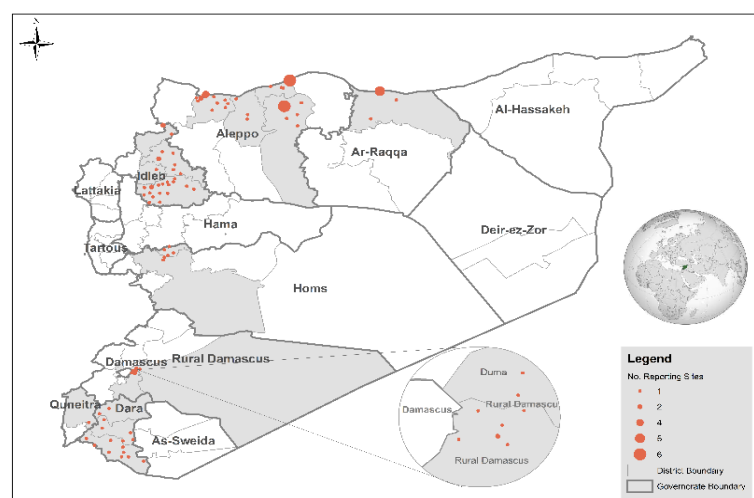 N
Al-Hassakeh
Aleppo
Ar-Raqqa
Idleb
Lattakia
Hama
Deir-ez-Zor
Tartous
Homs
Damascus
Rural Damascus
Quneitra
Dara
As-Sweida
Duma
Damascus
Rural Damascu
Rural Damascus
Legend
No. Reporting Sites
1
2
4
5
6
District Boundary
Governorate Boundary